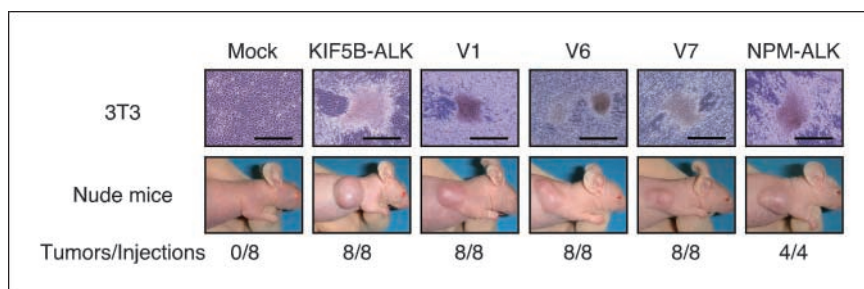 Mock KIF5B-ALK V1 V6 V7 NPM-ALK
3T3
Nude mice
Tumors/Injections 0/8 8/8 8/8 8/8 8/8 4/4